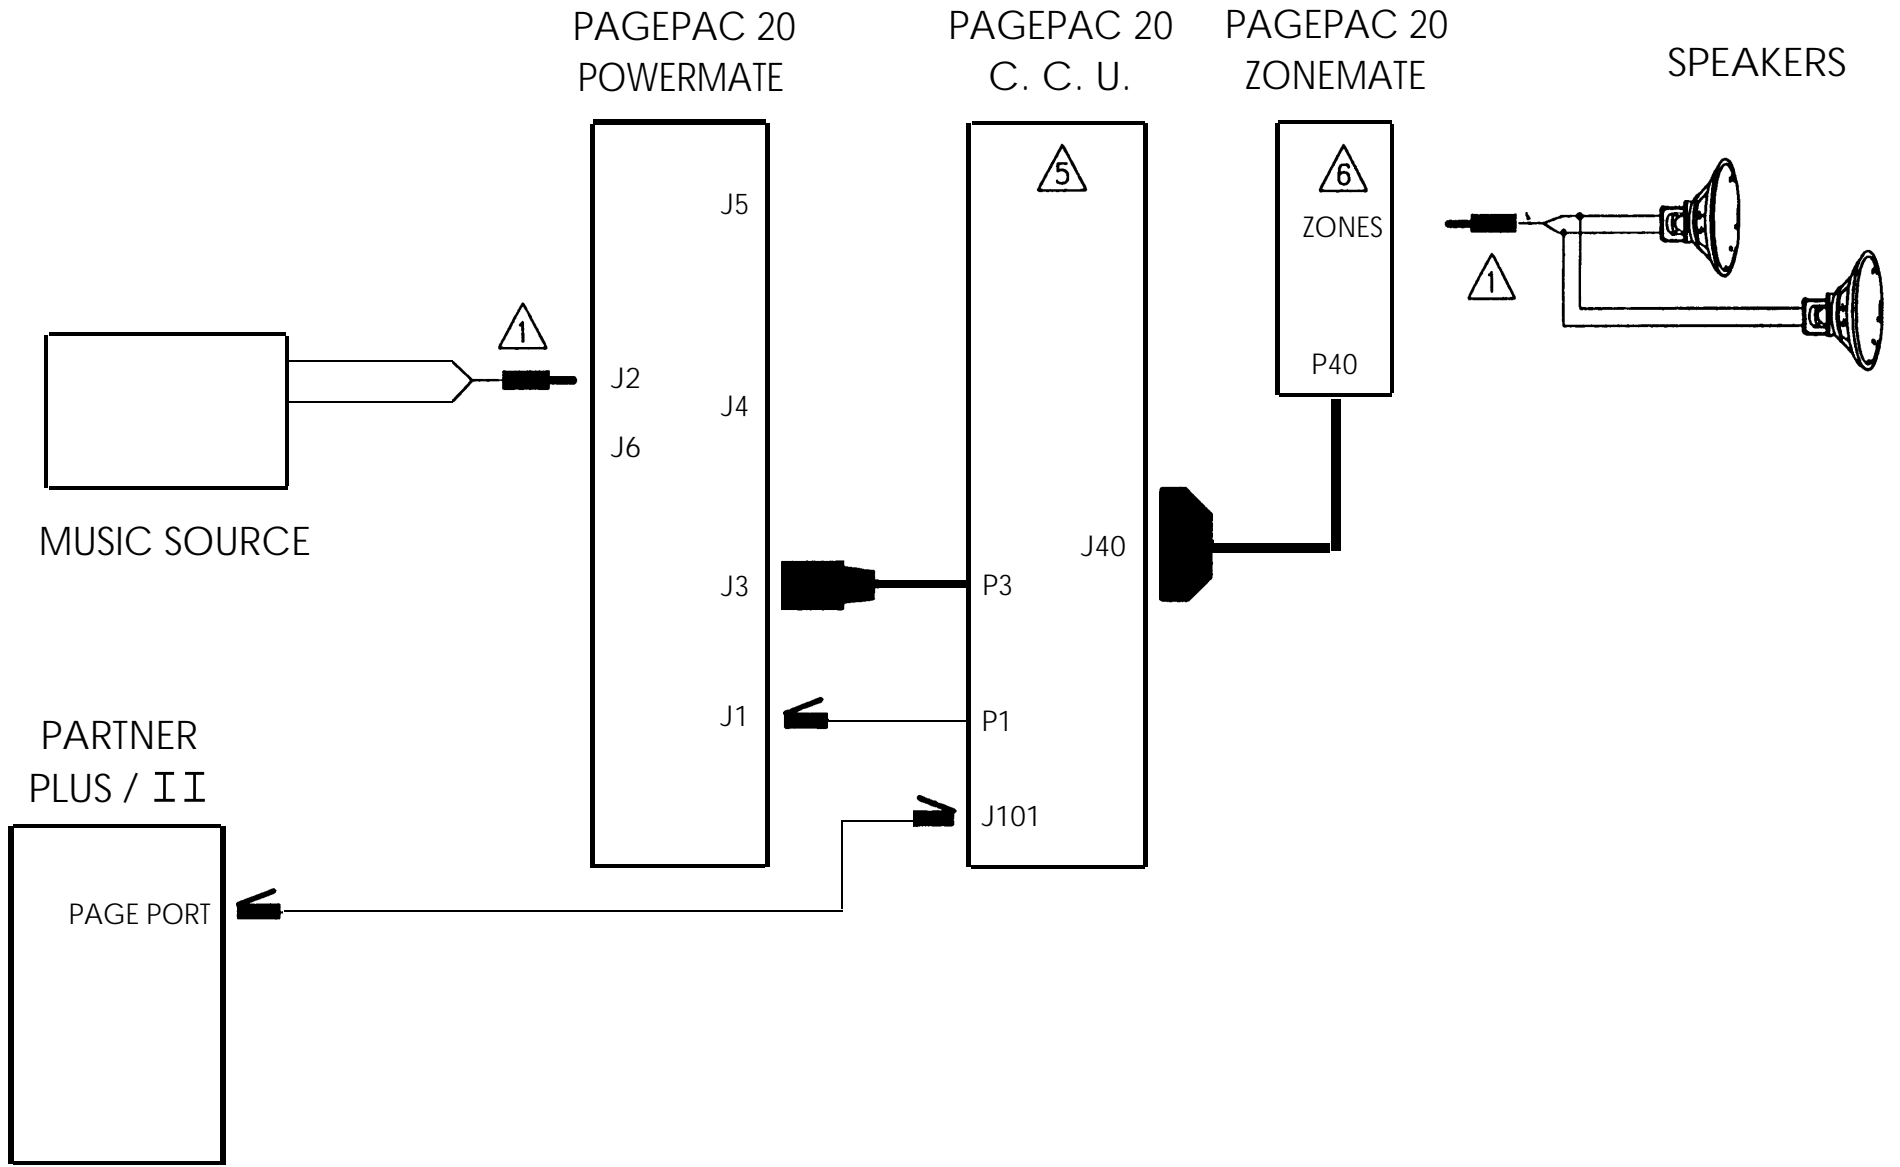 PAGEPAC 20
POWERMATE
PAGEPAC 20
C. C. U.
PAGEPAC 20
ZONEMATE
SPEAKERS
5
6
J5
ZONES
1
1
P40
J2
J4
J6
MUSIC SOURCE
J40
J3
P3
J1
P1
PARTNER
PLUS / II
J101
PAGE PORT